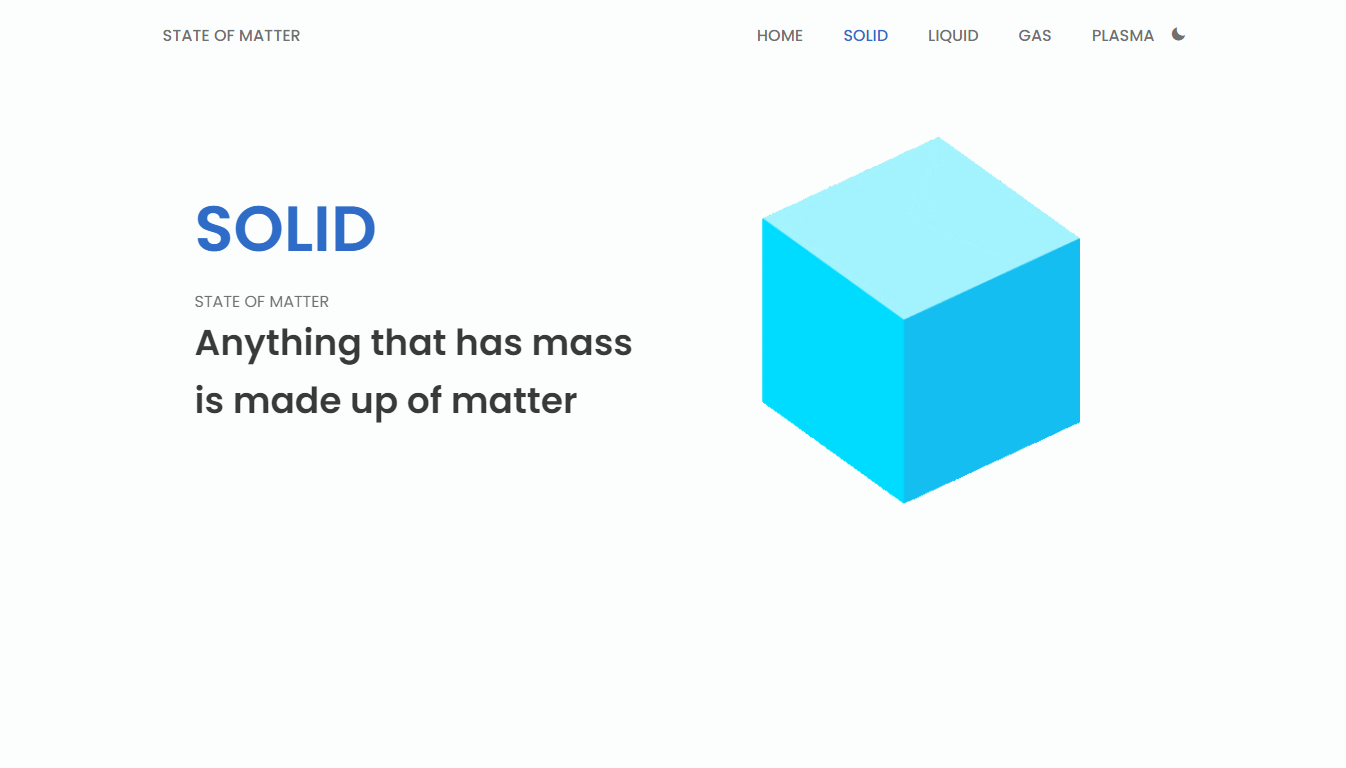 STATE OF MATTER
HOME SOLID LIQUID GAS PLASMA
SOLID
STATE OF MATTER
Anything that has mass
is made up of matter